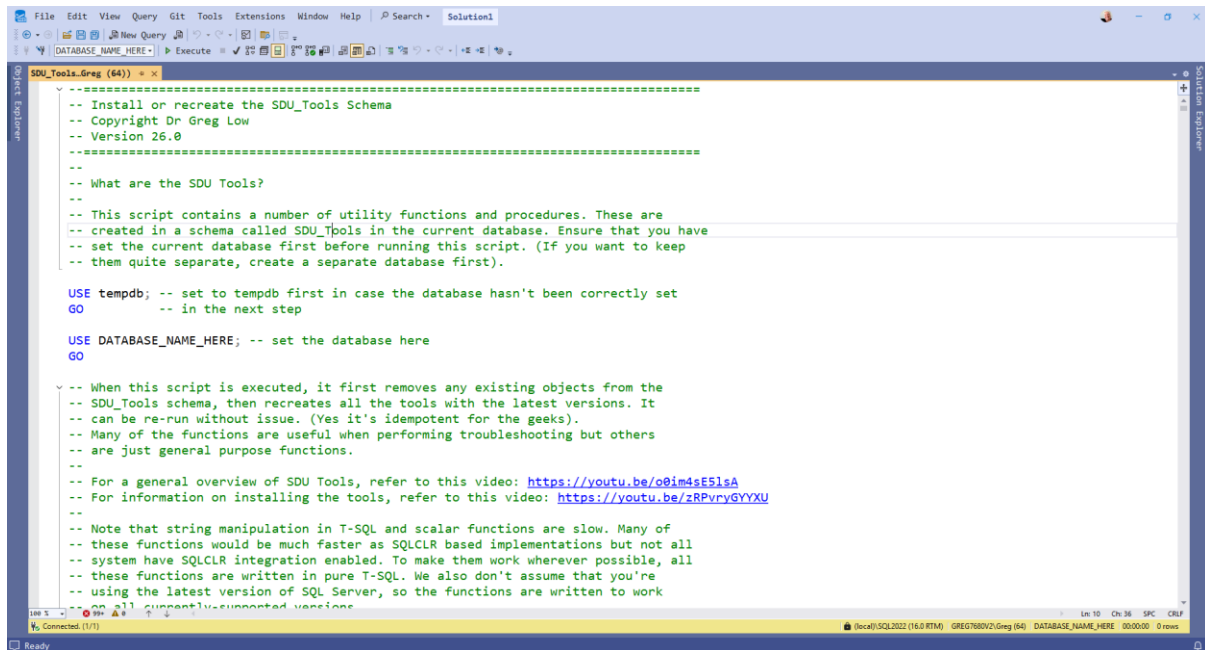 File Edit View Query Git Tools Extensions Window Help Search Solution1
New Query
DATABASE_NAME_HERE Execute
SDU_Tools...Greg (64))
Object Explorer
Solution Explorer
--==================================================================================
-- Install or recreate the SDU_Tools Schema
-- Copyright Dr Greg Low
-- Version 26.0
--==================================================================================
--
-- What are the SDU Tools?
--
-- This script contains a number of utility functions and procedures. These are
-- created in a schema called SDU_Tools in the current database. Ensure that you have
-- set the current database first before running this script. (If you want to keep
-- them quite separate, create a separate database first).
USE tempdb; -- set to tempdb first in case the database hasn't been correctly set
GO -- in the next step
USE DATABASE_NAME_HERE; -- set the database here
GO
-- When this script is executed, it first removes any existing objects from the
-- SDU_Tools schema, then recreates all the tools with the latest versions. It
-- can be re-run without issue. (Yes it's idempotent for the geeks).
-- Many of the functions are useful when performing troubleshooting but others
-- are just general purpose functions.
--
-- For a general overview of SDU Tools, refer to this video: https://youtu.be/o0im4sE5lsA
-- For information on installing the tools, refer to this video: https://youtu.be/zRPvryGYYXU
--
-- Note that string manipulation in T-SQL and scalar functions are slow. Many of
-- these functions would be much faster as SQLCLR based implementations but not all
-- system have SQLCLR integration enabled. To make them work wherever possible, all
-- these functions are written in pure T-SQL. We also don't assume that you're
-- using the latest version of SQL Server, so the functions are written to work
-- on all currently-supported versions
100 % 99+ 0 Ln: 10 Ch: 36 SPC CRLF
Connected. (1/1) (local)\SQL2022 (16.0 RTM) GREG7680V2\Greg (64) DATABASE_NAME_HERE 00:00:00 0 rows
Ready